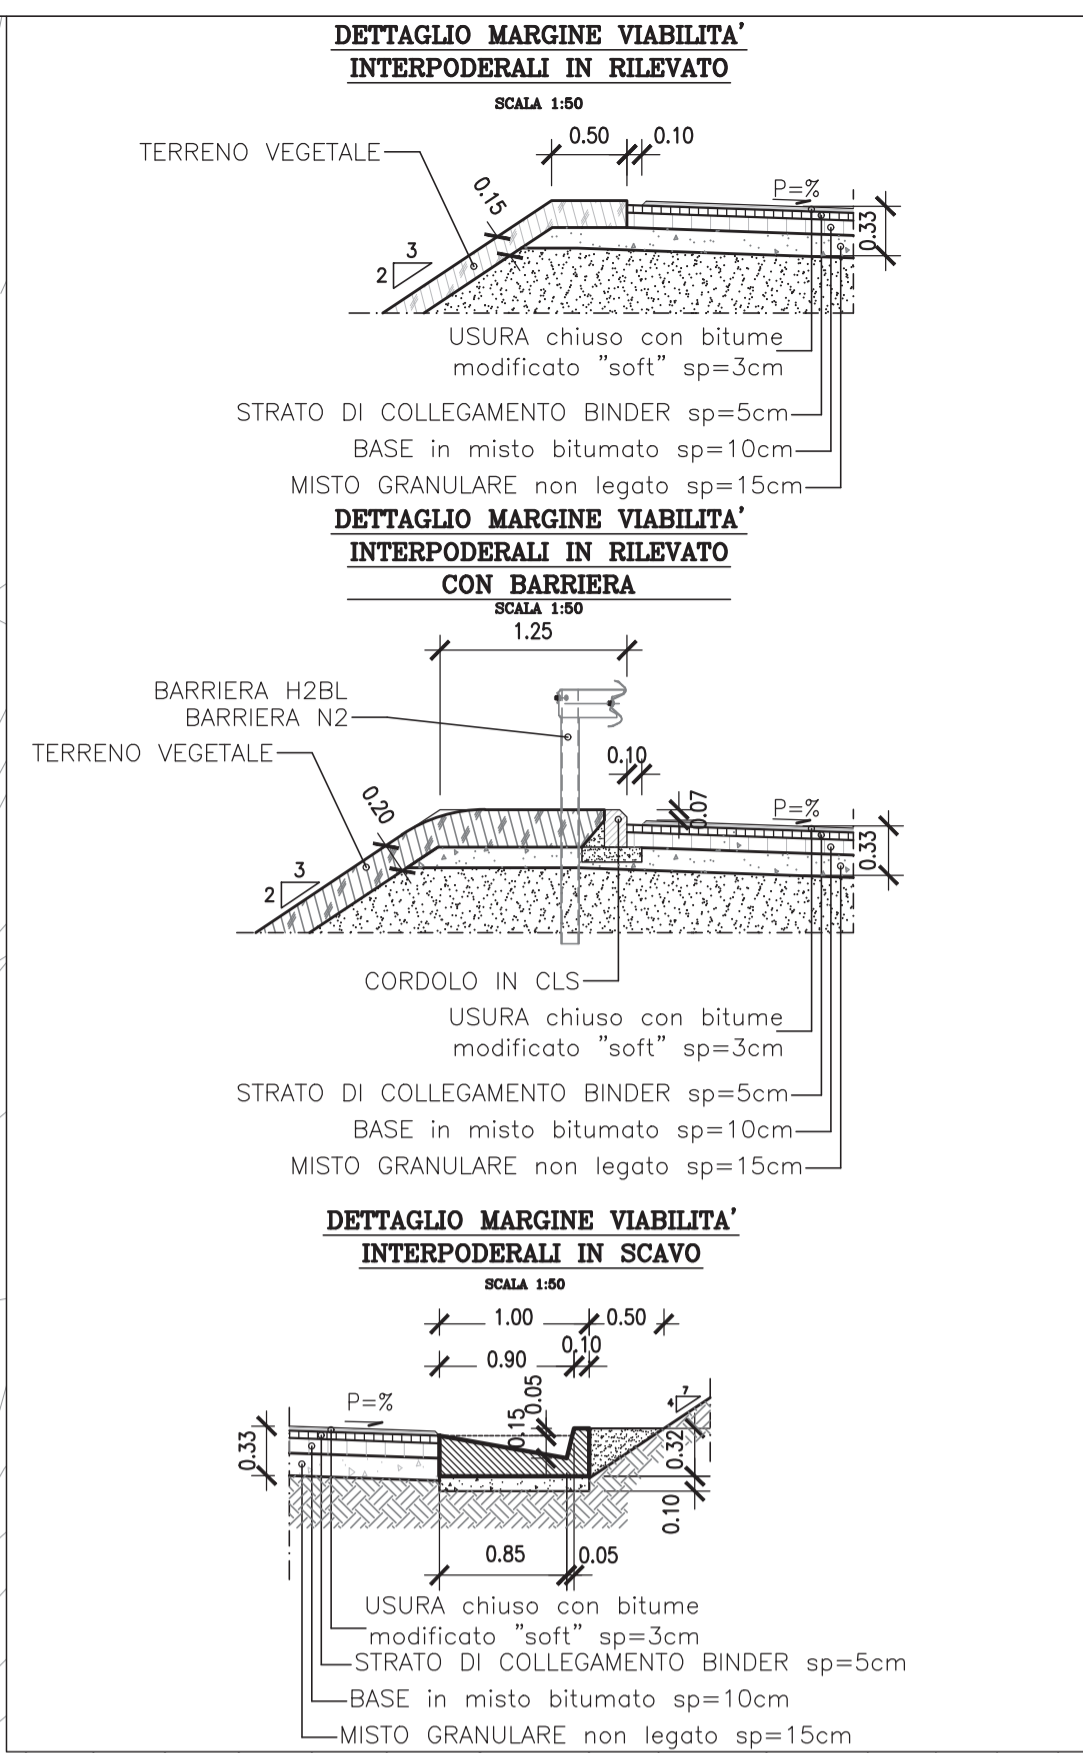 DETTAGLIO MARGINE VIABILITA'
INTERPODERALI IN RILEVATO
SCALA 1:50
0.50
0.10
TERRENO VEGETALE
0.15
P=%
0.33
3
2
USURA chiuso con bitume
modificato "soft" sp=3cm
STRATO DI COLLEGAMENTO BINDER sp=5cm
BASE in misto bitumato sp=10cm
MISTO GRANULARE non legato sp=15cm
DETTAGLIO MARGINE VIABILITA'
INTERPODERALI IN RILEVATO
CON BARRIERA
SCALA 1:50
1.25
BARRIERA H2BL
BARRIERA N2
TERRENO VEGETALE
0.10
0.20
0.07
P=%
0.33
3
2
CORDOLO IN CLS
USURA chiuso con bitume
modificato "soft" sp=3cm
STRATO DI COLLEGAMENTO BINDER sp=5cm
BASE in misto bitumato sp=10cm
MISTO GRANULARE non legato sp=15cm
DETTAGLIO MARGINE VIABILITA'
INTERPODERALI IN SCAVO
SCALA 1:50
1.00
0.50
0.10
0.90
0.05
0.15
7
4
P=%
0.33
0.32
0.10
0.85
0.05
USURA chiuso con bitume
modificato "soft" sp=3cm
STRATO DI COLLEGAMENTO BINDER sp=5cm
BASE in misto bitumato sp=10cm
MISTO GRANULARE non legato sp=15cm